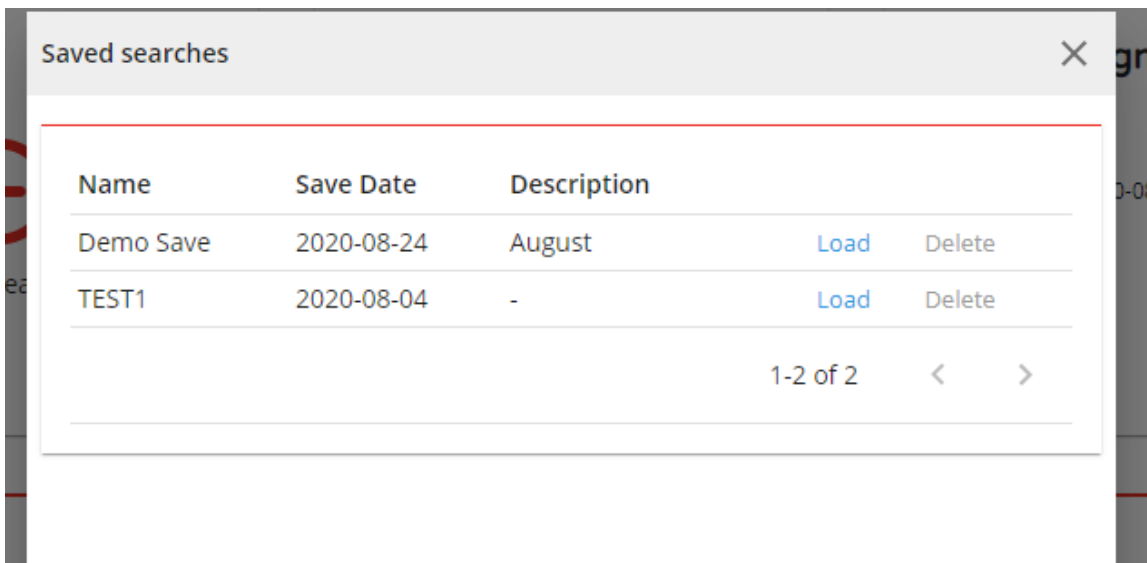 Saved searches
Name Save Date Description
Demo Save 2020-08-24 August Load Delete
TEST1 2020-08-04 - Load Delete
1-2 of 2